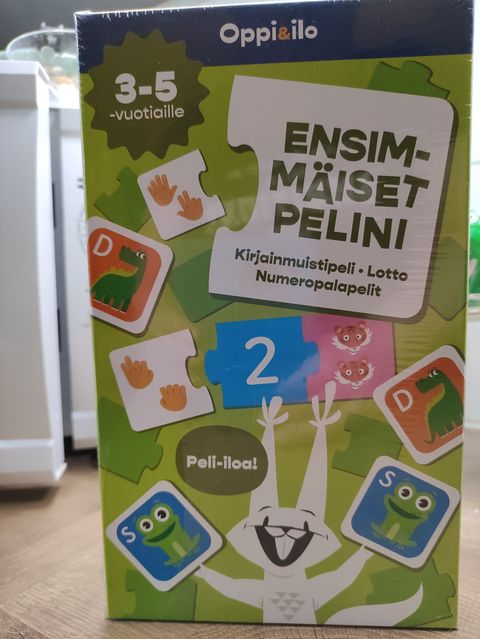 Oppi&ilo
3-5
-vuotiaille
ENSIM-
MÄISET
PELINI
Kirjainmuistipeli • Lotto
Numeropalapelit
D
2
D
Peli-iloa!
S
S